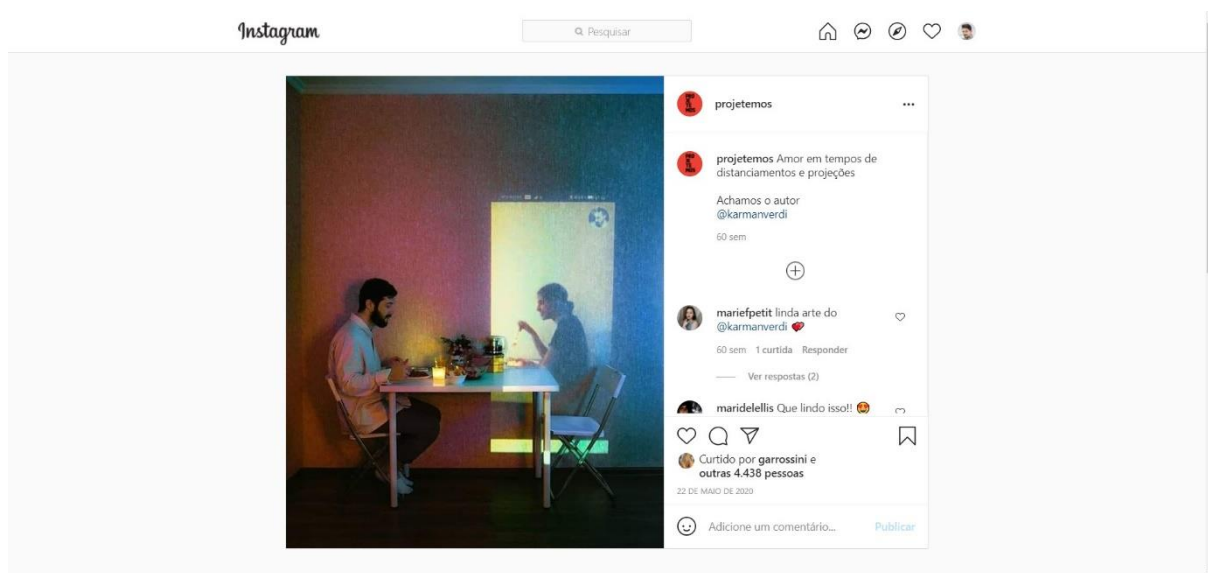 Instagram
Pesquisar
projetemos
projetemos Amor em tempos de
distanciamentos e projeções
Achamos o autor
@karmanverdi
60 sem
mariefpetit linda arte do
@karmanverdi
60 sem 1 curtida Responder
Ver respostas (2)
maridelellis Que lindo isso!!
Curtido por garrossini e
outras 4.438 pessoas
22 DE MAIO DE 2020
Adicione um comentário...
Publicar